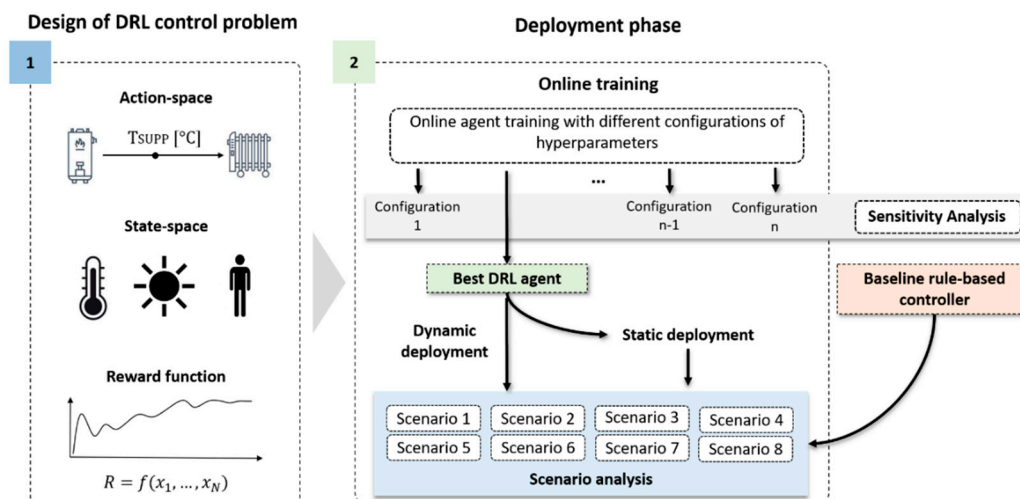 Design of DRL control problem
Deployment phase
1
Action-space
TSUPP [°C]
State-space
Reward function
R = f(x₁, ..., x_N)
2
Online training
Online agent training with different configurations of
hyperparameters
...
Configuration
1
Configuration
n-1
Configuration
n
Sensitivity Analysis
Best DRL agent
Baseline rule-based
controller
Dynamic
deployment
Static deployment
Scenario 1
Scenario 2
Scenario 3
Scenario 4
Scenario 5
Scenario 6
Scenario 7
Scenario 8
Scenario analysis